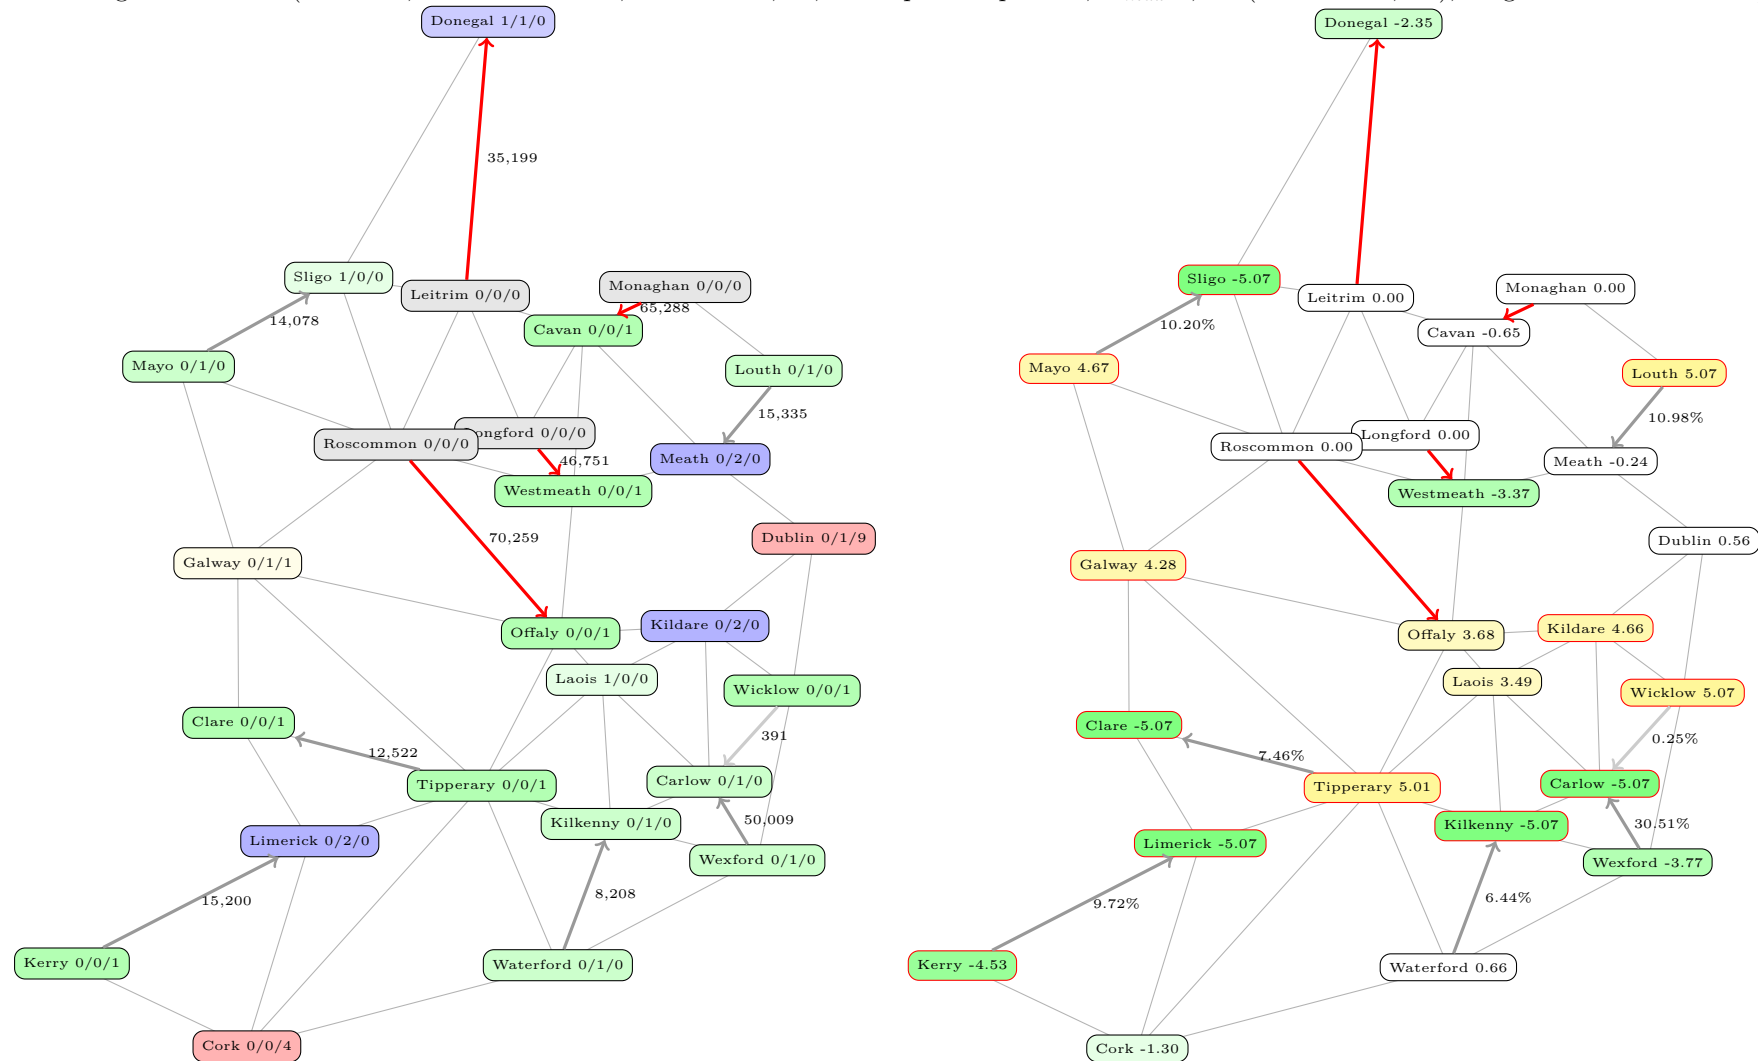 Donegal 1/1/0
35,199
Sligo 1/0/0
Leitrim 0/0/0
Monaghan 0/0/0
65,288
14,078
Cavan 0/0/1
Mayo 0/1/0
Louth 0/1/0
15,335
Roscommon 0/0/0
Longford 0/0/0
46,751
Meath 0/2/0
Westmeath 0/0/1
70,259
Dublin 0/1/9
Galway 0/1/1
Offaly 0/0/1
Kildare 0/2/0
Laois 1/0/0
Wicklow 0/0/1
Clare 0/0/1
391
12,522
Tipperary 0/0/1
Carlow 0/1/0
Kilkenny 0/1/0
50,009
Limerick 0/2/0
Wexford 0/1/0
15,200
8,208
Kerry 0/0/1
Waterford 0/1/0
Cork 0/0/4
Donegal -2.35
Sligo -5.07
Leitrim 0.00
Monaghan 0.00
10.20%
Cavan -0.65
Mayo 4.67
Louth 5.07
10.98%
Roscommon 0.00
Longford 0.00
Meath -0.24
Westmeath -3.37
Dublin 0.56
Galway 4.28
Offaly 3.68
Kildare 4.66
Laois 3.49
Wicklow 5.07
Clare -5.07
0.25%
7.46%
Tipperary 5.01
Carlow -5.07
Kilkenny -5.07
30.51%
Limerick -5.07
Wexford -3.77
9.72%
6.44%
Kerry -4.53
Waterford 0.66
Cork -1.30